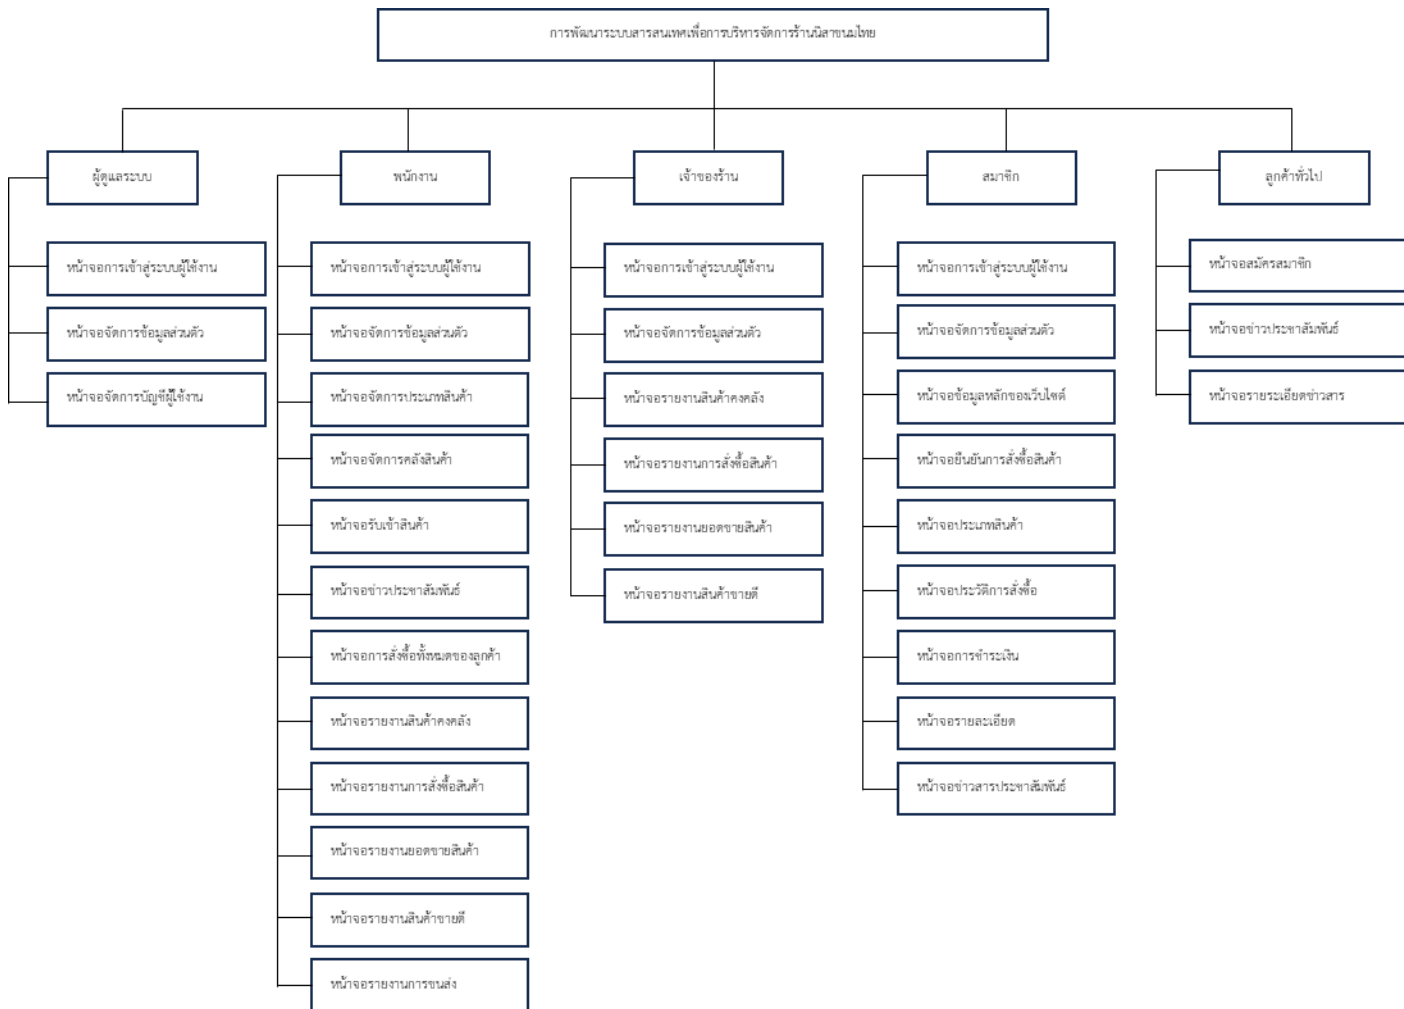 การพัฒนาระบบสารสนเทศเพื่อการบริหารจัดการร้านนิสาขนมไทย
ผู้ดูแลระบบ
หน้าจอการเข้าสู่ระบบผู้ใช้งาน
หน้าจอจัดการข้อมูลส่วนตัว
หน้าจอจัดการบัญชีผู้ใช้งาน
พนักงาน
หน้าจอการเข้าสู่ระบบผู้ใช้งาน
หน้าจอจัดการข้อมูลส่วนตัว
หน้าจอจัดการประเภทสินค้า
หน้าจอจัดการคลังสินค้า
หน้าจอรับเข้าสินค้า
หน้าจอข่าวประชาสัมพันธ์
หน้าจอการสั่งซื้อทั้งหมดของลูกค้า
หน้าจอรายงานสินค้าคงคลัง
หน้าจอรายงานการสั่งซื้อสินค้า
หน้าจอรายงานยอดขายสินค้า
หน้าจอรายงานสินค้าขายดี
หน้าจอรายงานการขนส่ง
เจ้าของร้าน
หน้าจอการเข้าสู่ระบบผู้ใช้งาน
หน้าจอจัดการข้อมูลส่วนตัว
หน้าจอรายงานสินค้าคงคลัง
หน้าจอรายงานการสั่งซื้อสินค้า
หน้าจอรายงานยอดขายสินค้า
หน้าจอรายงานสินค้าขายดี
สมาชิก
หน้าจอการเข้าสู่ระบบผู้ใช้งาน
หน้าจอจัดการข้อมูลส่วนตัว
หน้าจอข้อมูลหลักของเว็บไซต์
หน้าจอยืนยันการสั่งซื้อสินค้า
หน้าจอประเภทสินค้า
หน้าจอประวัติการสั่งซื้อ
หน้าจอการชำระเงิน
หน้าจอรายละเอียด
หน้าจอข่าวสารประชาสัมพันธ์
ลูกค้าทั่วไป
หน้าจอสมัครสมาชิก
หน้าจอข่าวประชาสัมพันธ์
หน้าจอรายระเอียดข่าวสาร